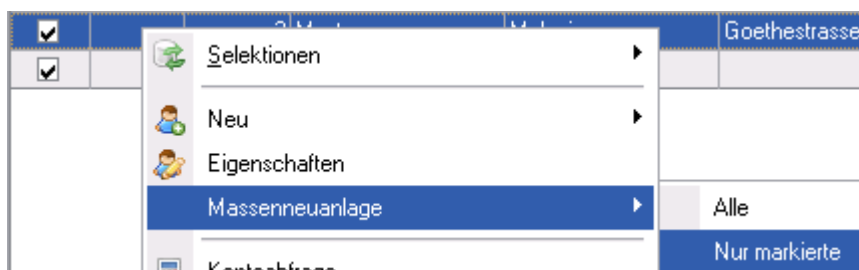 Goethestrasse
Selektionen
Neu
Eigenschaften
Massenneuanlage
Alle
Nur markierte